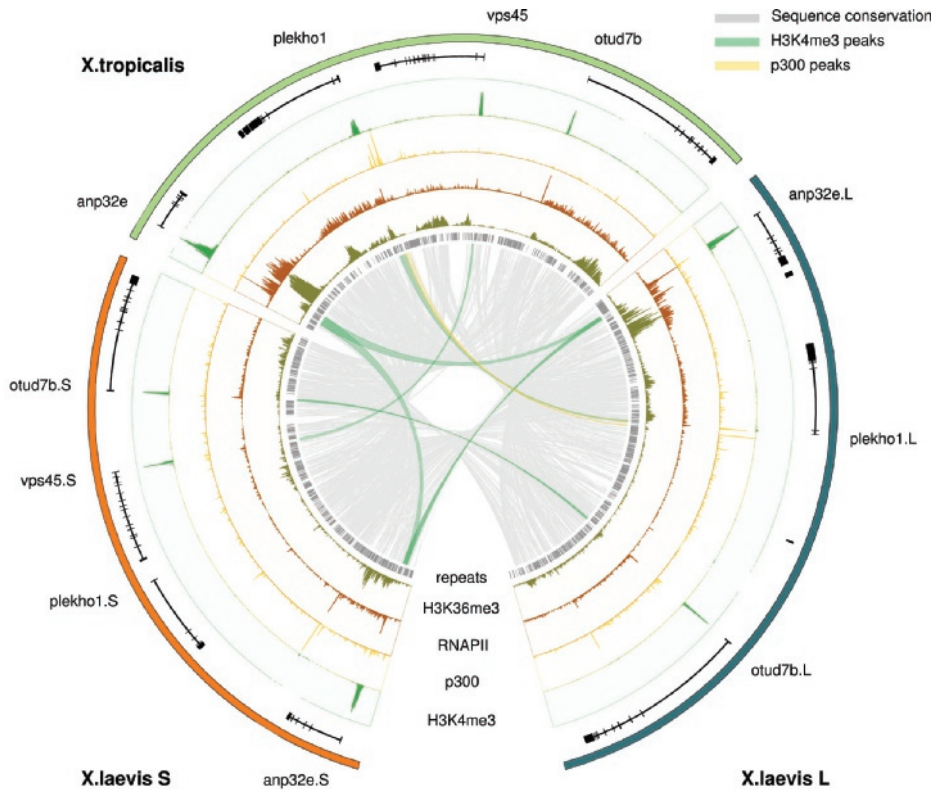 vps45
plekho1
otud7b
Sequence conservation
H3K4me3 peaks
p300 peaks
X.tropicalis
anp32e
anp32e.L
otud7b.S
plekho1.L
vps45.S
plekho1.S
repeats
H3K36me3
RNAPII
p300
H3K4me3
otud7b.L
X.laevis S
anp32e.S
X.laevis L